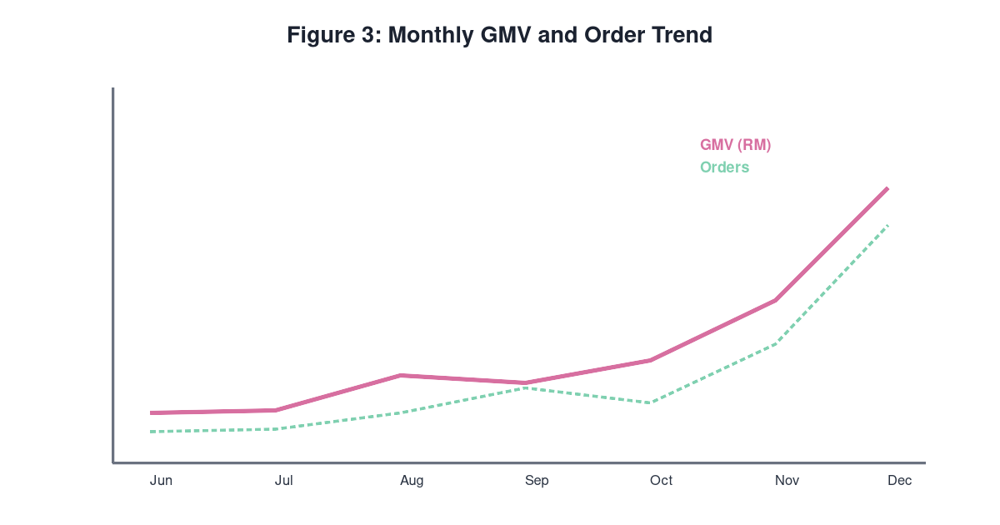 Figure 3: Monthly GMV and Order Trend
GMV (RM)
Orders
Jun Jul Aug Sep Oct Nov Dec